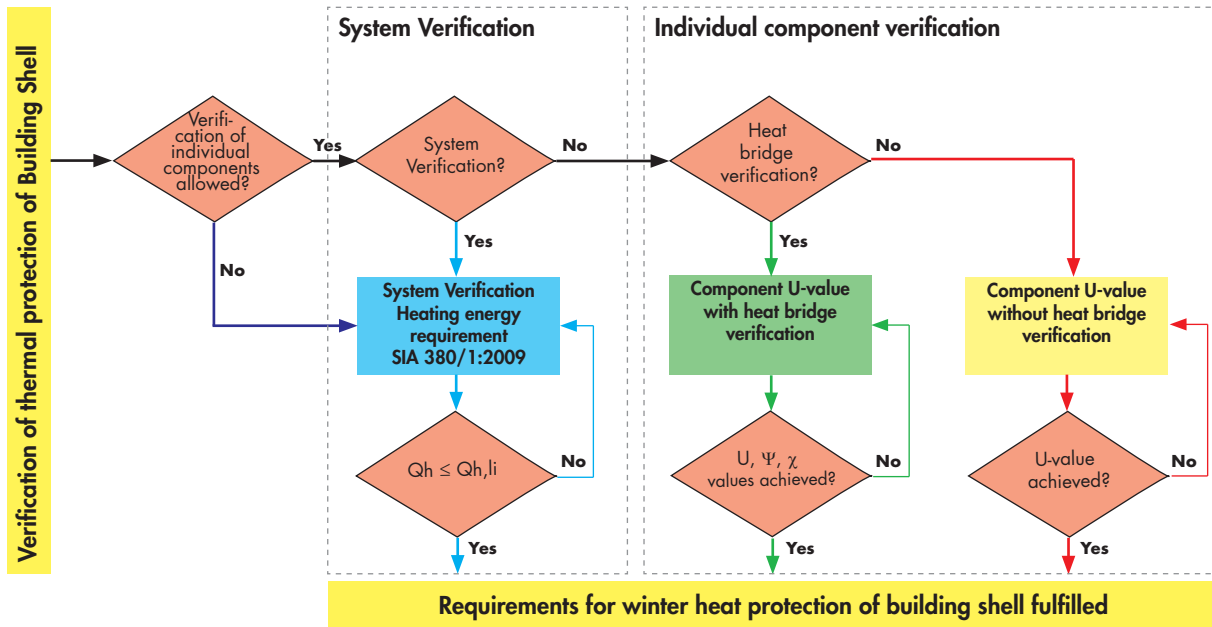 Verification of thermal protection of Building Shell
System Verification
Individual component verification
Verifi-
cation of
individual
components
allowed?
Yes
No
System
Verification?
No
Yes
Heat
bridge
verification?
No
Yes
System Verification
Heating energy
requirement
SIA 380/1:2009
Component U-value
with heat bridge
verification
Component U-value
without heat bridge
verification
Qh ≤ Qh,li
No
Yes
U, Ψ, χ
values achieved?
No
Yes
U-value
achieved?
No
Yes
Requirements for winter heat protection of building shell fulfilled